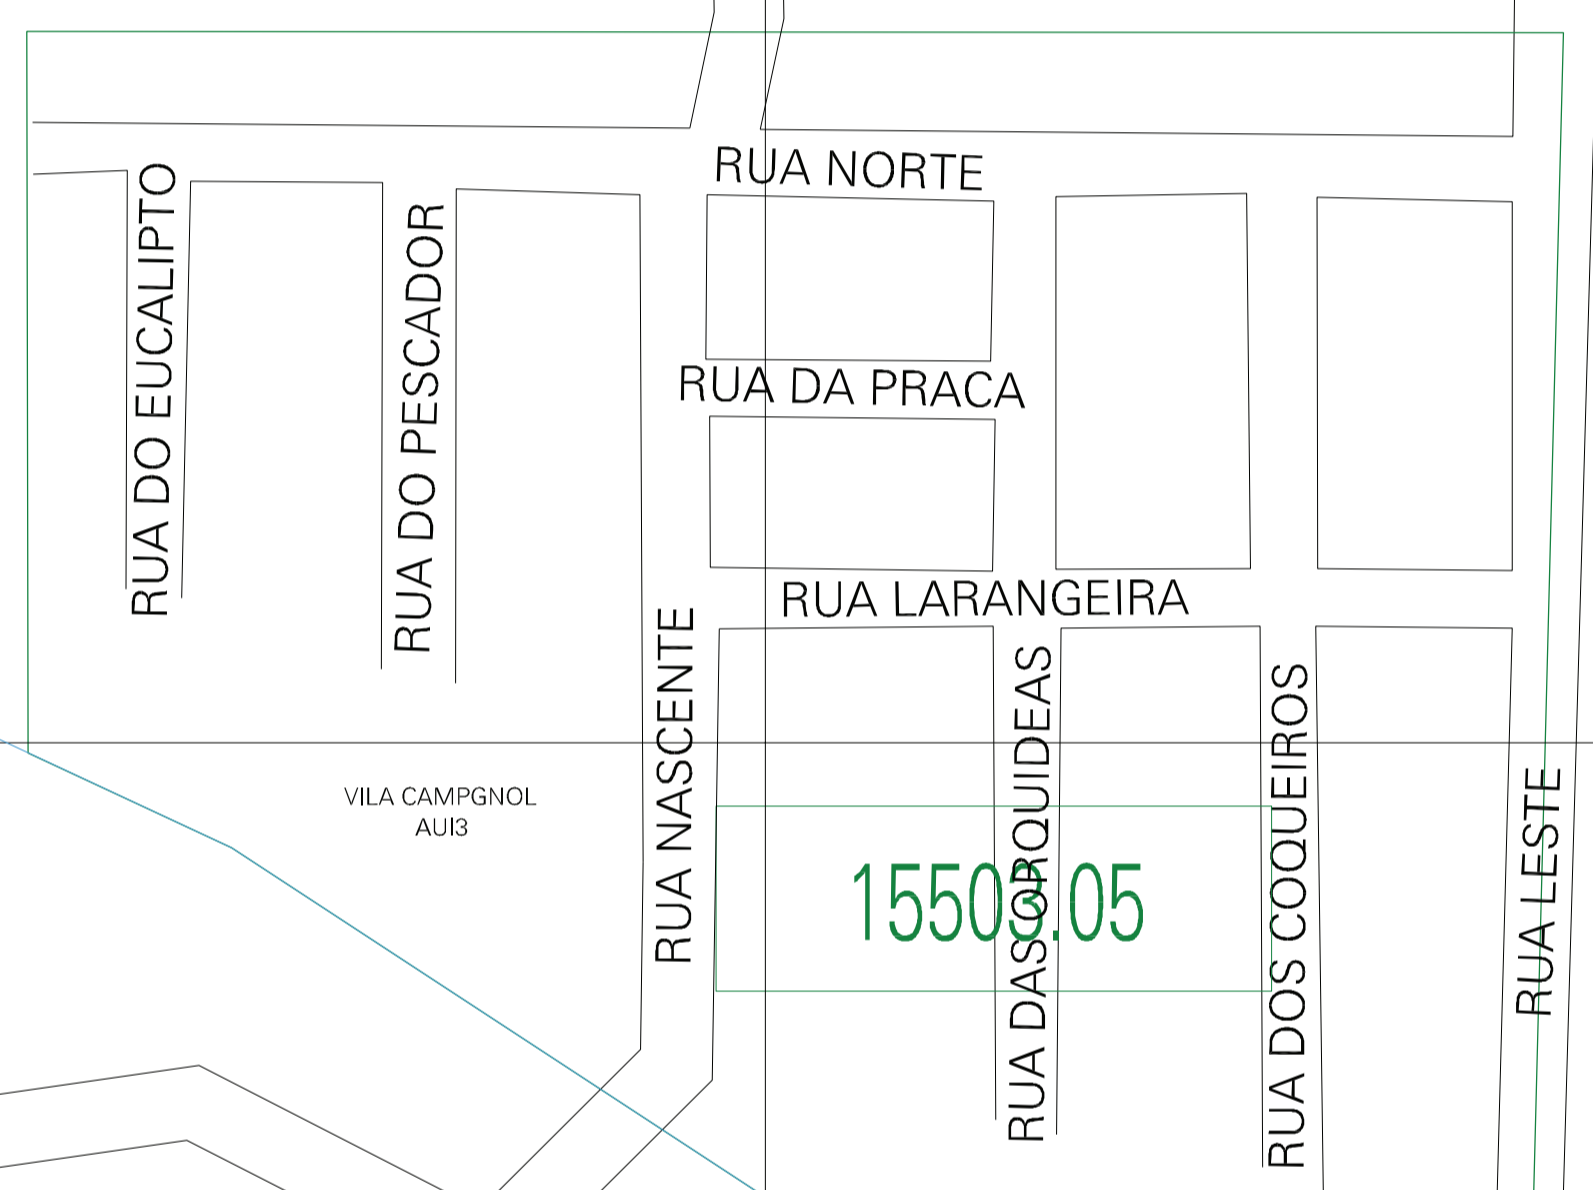 RUA NORTE
RUA DO EUCALIPTO
RUA DO PESCADOR
RUA DA PRACA
RUA LARANGEIRA
RUA NASCENTE
RUA DAS ORQUIDEAS
RUA DOS COQUEIROS
RUA LESTE
VILA CAMPGNOL
AUI3
15503.05